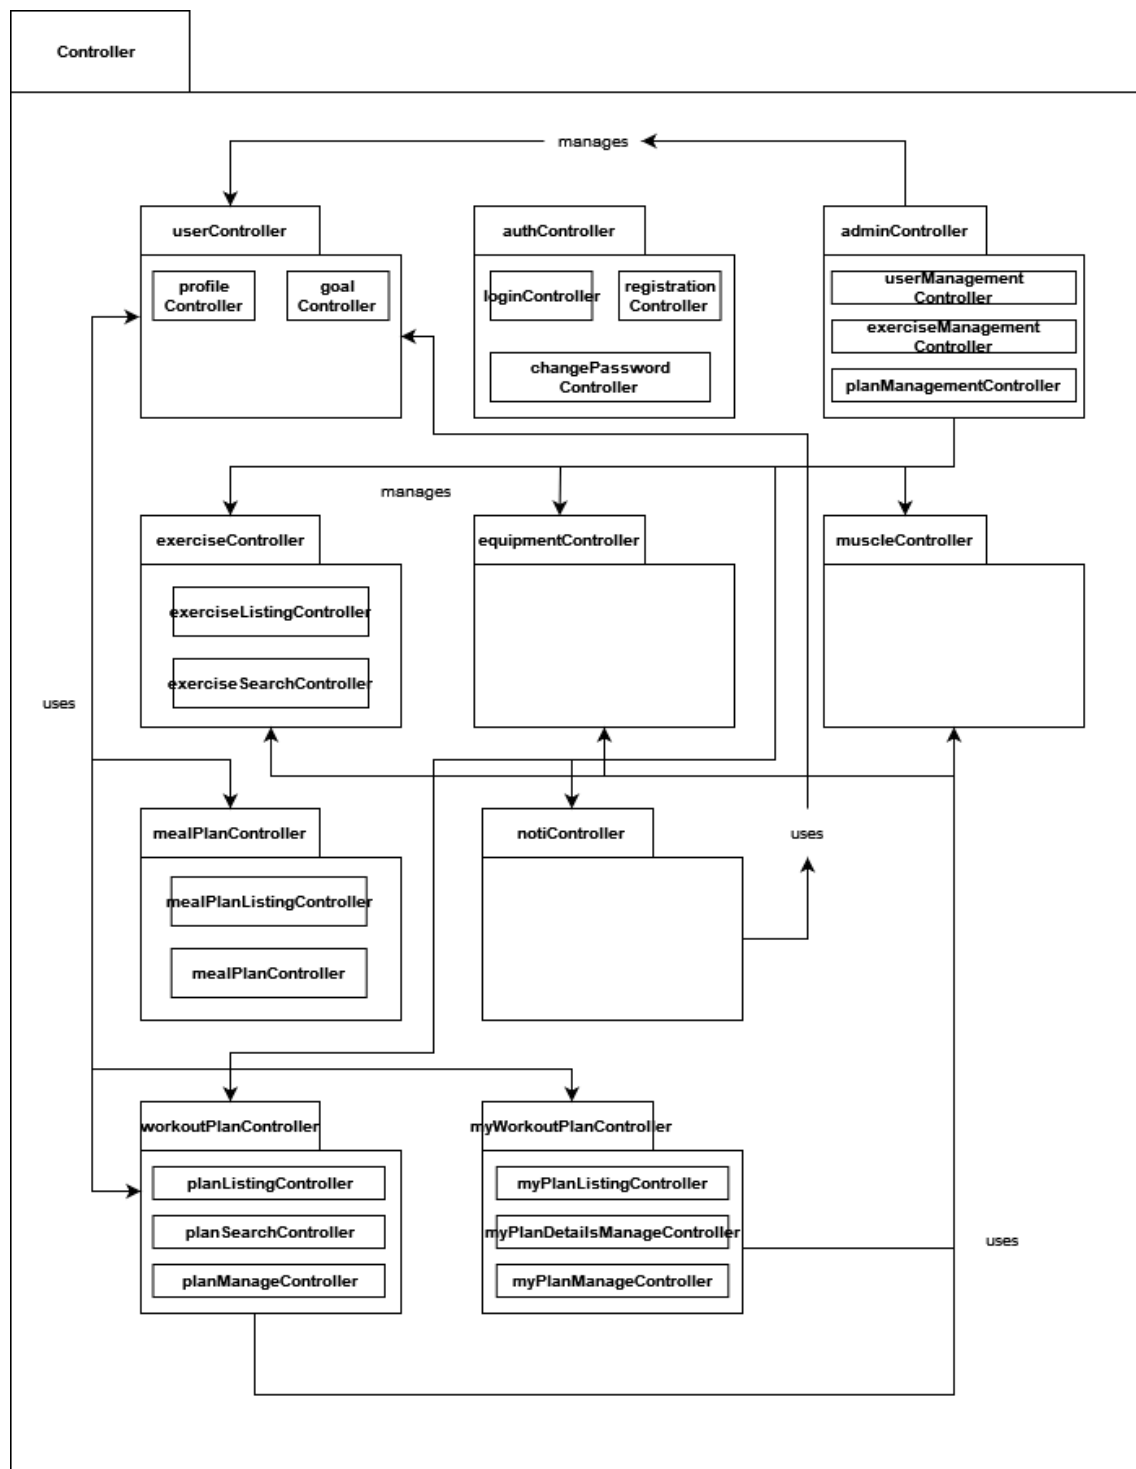 Controller
manages
userController
authController
adminController
profile
Controller
goal
Controller
loginController
registration
Controller
changePassword
Controller
userManagement
Controller
exerciseManagement
Controller
planManagementController
manages
exerciseController
equipmentController
muscleController
exerciseListingController
exerciseSearchController
uses
mealPlanController
notiController
uses
mealPlanListingController
mealPlanController
workoutPlanController
myWorkoutPlanController
planListingController
myPlanListingController
planSearchController
myPlanDetailsManageController
uses
planManageController
myPlanManageController